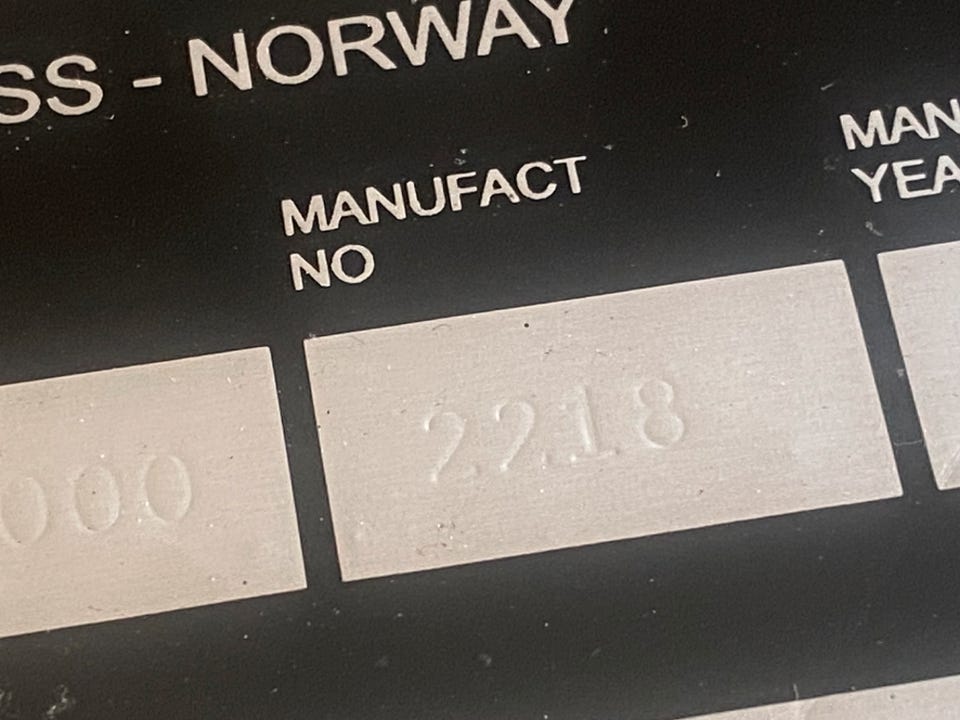 SS - NORWAY
MANUFACT
NO
MAN
YEA
000
2218